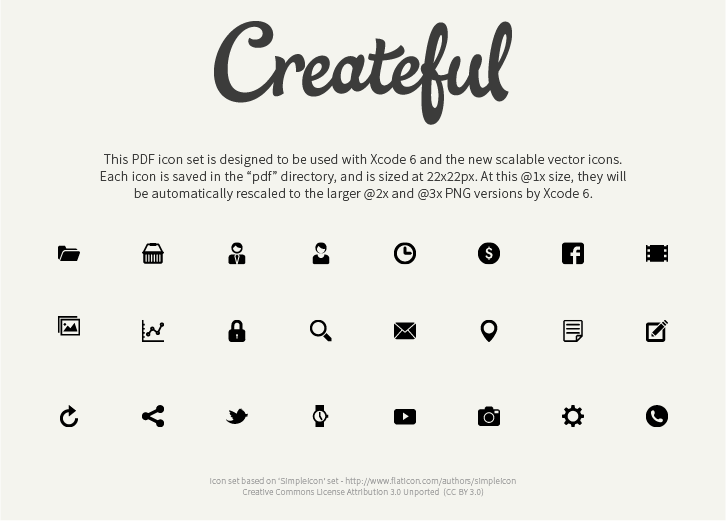 Createful
This PDF icon set is designed to be used with Xcode 6 and the new scalable vector icons.
Each icon is saved in the “pdf” directory, and is sized at 22x22px. At this @1x size, they will
be automatically rescaled to the larger @2x and @3x PNG versions by Xcode 6.
Icon set based on 'SimpleIcon' set - http://www.flaticon.com/authors/simpleicon
Creative Commons License Attribution 3.0 Unported (CC BY 3.0)